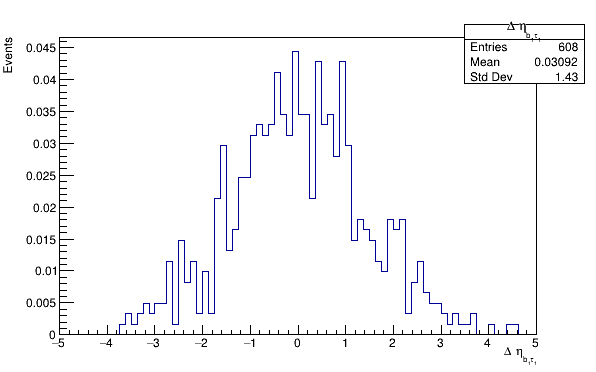 Δ η b₁τ₁
Entries 608
Mean 0.03092
Std Dev 1.43
Events
0.045
0.04
0.035
0.03
0.025
0.02
0.015
0.01
0.005
0
−5 −4 −3 −2 −1 0 1 2 3 4 5
Δ η b₁τ₁